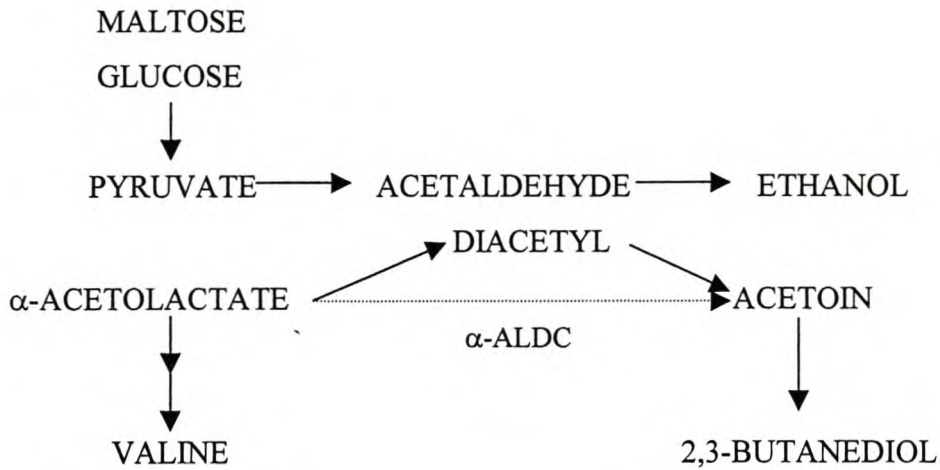 MALTOSE
GLUCOSE
PYRUVATE ACETALDEHYDE ETHANOL
DIACETYL
α-ACETOLACTATE ACETOIN
α-ALDC
VALINE 2,3-BUTANEDIOL